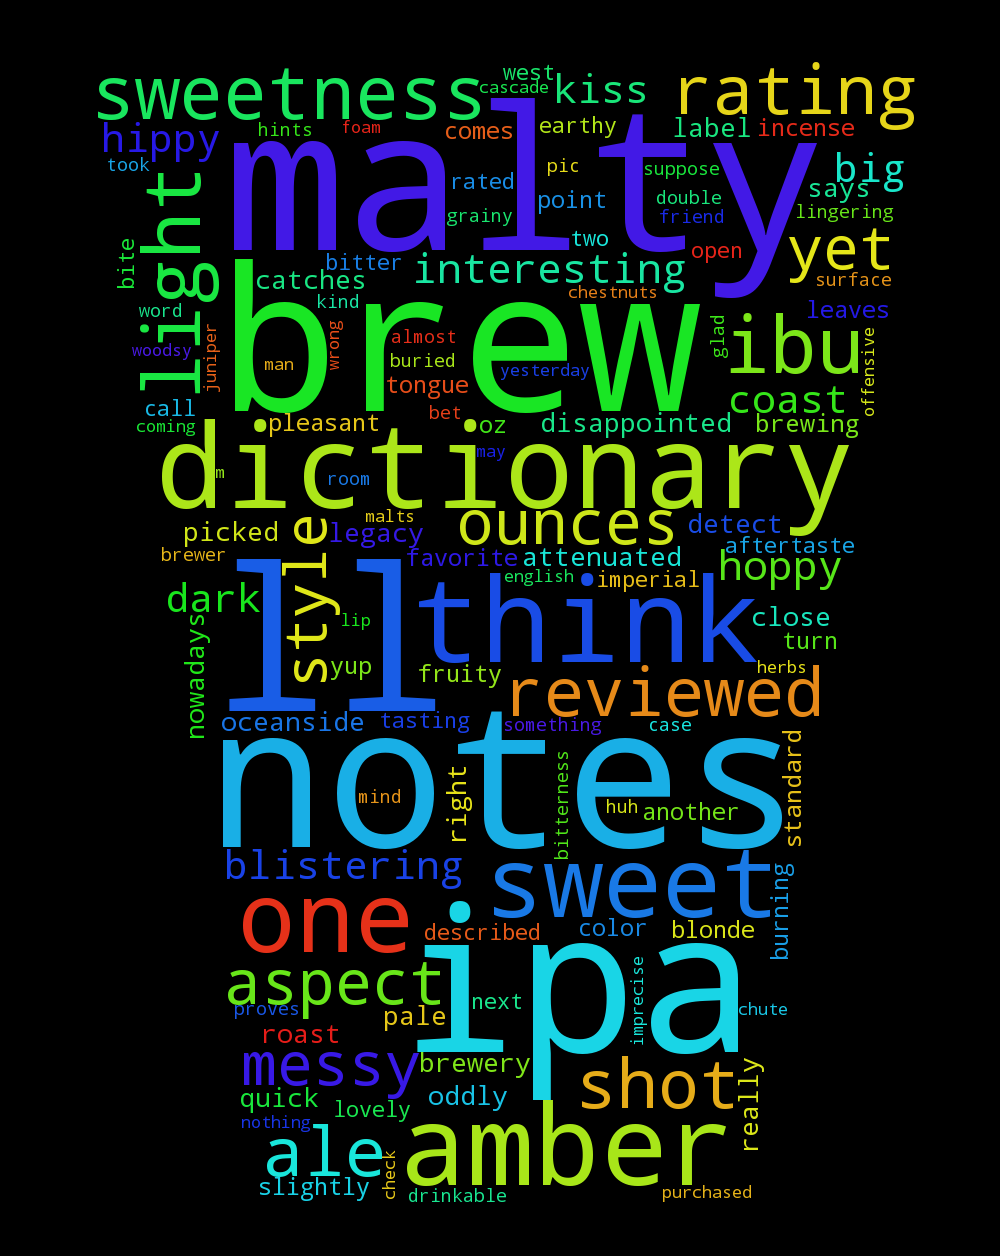 west
sweetness
cascade
kiss
rating
hippy
hints
foam
comes
earthy
label
incense
malty
took
light
pic
suppose
big
rated
point
double
says
grainy
friend
lingering
two
bite
bitter
open
yet
catches
interesting
surface
kind
chestnuts
word
leaves
brew
juniper
wrong
almost
glad
ibu
offensive
woodsy
man
buried
yesterday
tongue
call
bet
coast
coming
pleasant
oz
disappointed
brewing
dictionary
may
m
room
malts
style
picked
legacy
ounces
detect
brewer
favorite
attenuated
aftertaste
english
imperial
hoppy
dark
ll
think
lip
close
nowadays
turn
yup
fruity
herbs
reviewed
oceanside
tasting
something
case
notes
standard
mind
right
bitterness
huh
another
blistering
sweet
burning
one
described
color
blonde
ipa
aspect
proves
next
imprecise
chute
pale
roast
messy
brewery
shot
really
quick
lovely
oddly
nothing
amber
ale
check
slightly
drinkable
purchased